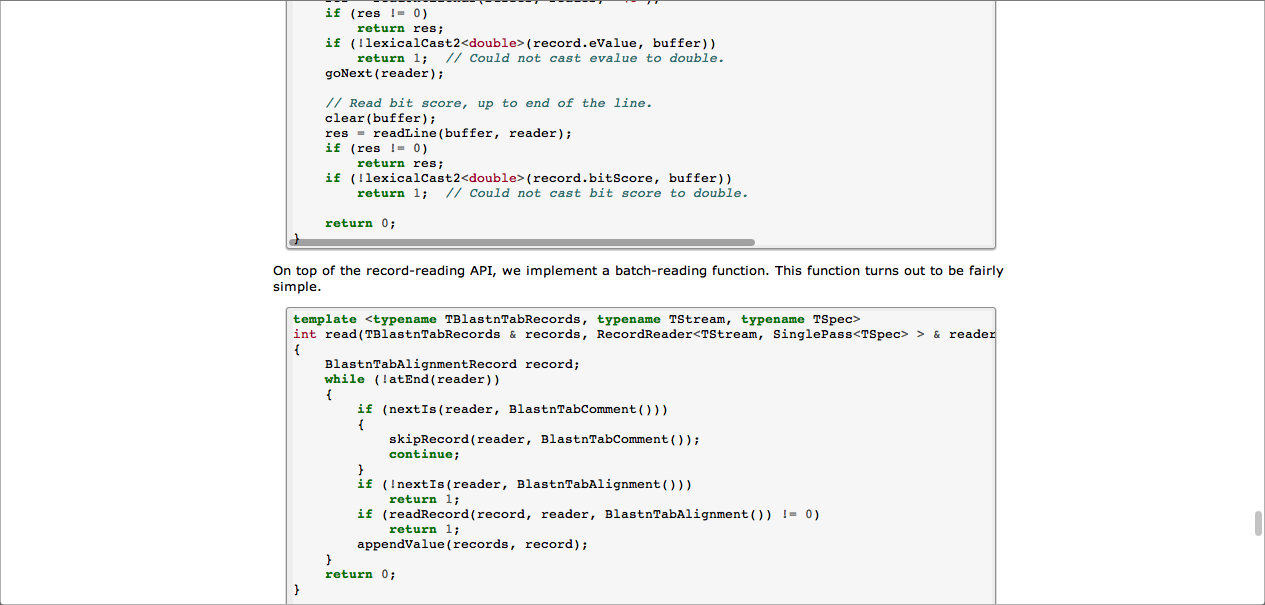 if (res != 0)
return res;
if (!lexicalCast2<double>(record.eValue, buffer))
return 1;  // Could not cast evalue to double.
goNext(reader);
// Read bit score, up to end of the line.
clear(buffer);
res = readLine(buffer, reader);
if (res != 0)
return res;
if (!lexicalCast2<double>(record.bitScore, buffer))
return 1;  // Could not cast bit score to double.
return 0;
}
On top of the record-reading API, we implement a batch-reading function. This function turns out to be fairly
simple.
template <typename TBlastnTabRecords, typename TStream, typename TSpec>
int read(TBlastnTabRecords & records, RecordReader<TStream, SinglePass<TSpec> > & reader
{
BlastnTabAlignmentRecord record;
while (!atEnd(reader))
{
if (nextIs(reader, BlastnTabComment()))
{
skipRecord(reader, BlastnTabComment());
continue;
}
if (!nextIs(reader, BlastnTabAlignment()))
return 1;
if (readRecord(record, reader, BlastnTabAlignment()) != 0)
return 1;
appendValue(records, record);
}
return 0;
}